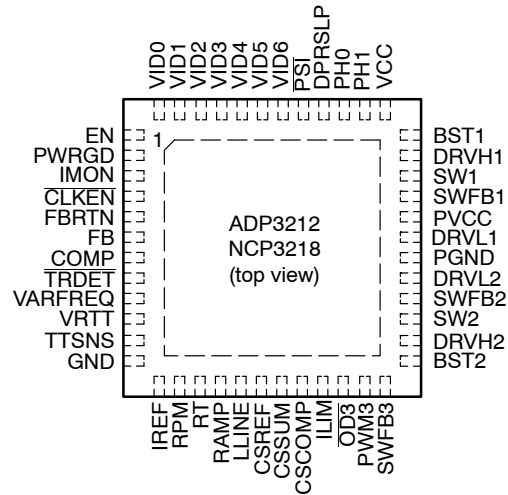 VID0
VID1
VID2
VID3
VID4
VID5
VID6
PSI
DPRSLP
PH0
PH1
VCC
EN
PWRGD
IMON
CLKEN
FBRTN
FB
COMP
TRDET
VARFREQ
VRTT
TTSNS
GND
1
ADP3212
NCP3218
(top view)
BST1
DRVH1
SW1
SWFB1
PVCC
DRVL1
PGND
DRVL2
SWFB2
SW2
DRVH2
BST2
IREF
RPM
RT
RAMP
LLINE
CSREF
CSSUM
CSCOMP
ILIM
OD3
PWM3
SWFB3